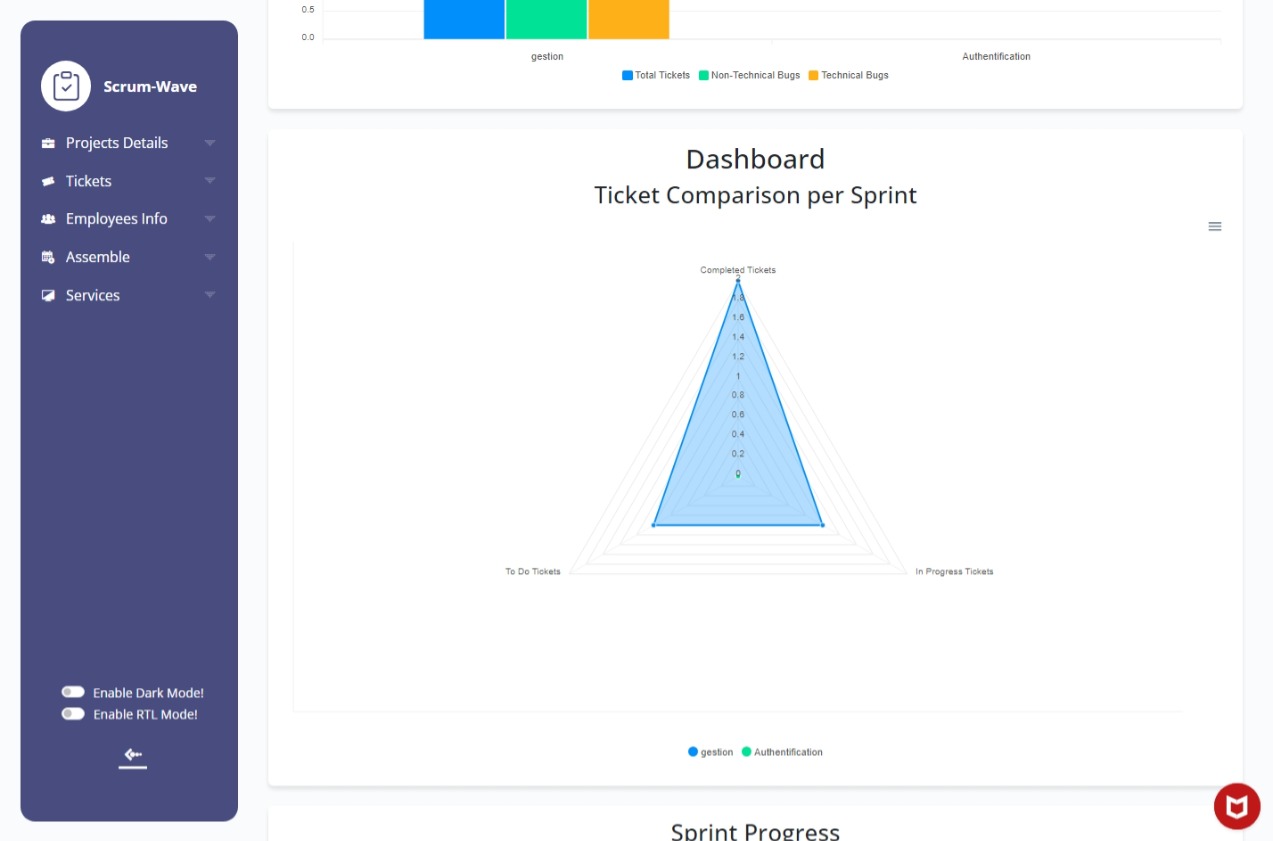 0.5
0.0
gestion
Authentification
Total Tickets Non-Technical Bugs Technical Bugs
Scrum-Wave
Projects Details
Tickets
Employees Info
Assemble
Services
Enable Dark Mode!
Enable RTL Mode!
Dashboard
Ticket Comparison per Sprint
Completed Tickets
2
1.8
1.6
1.4
1.2
1
0.8
0.6
0.4
0.2
0
To Do Tickets
In Progress Tickets
gestion Authentification
Sprint Progress